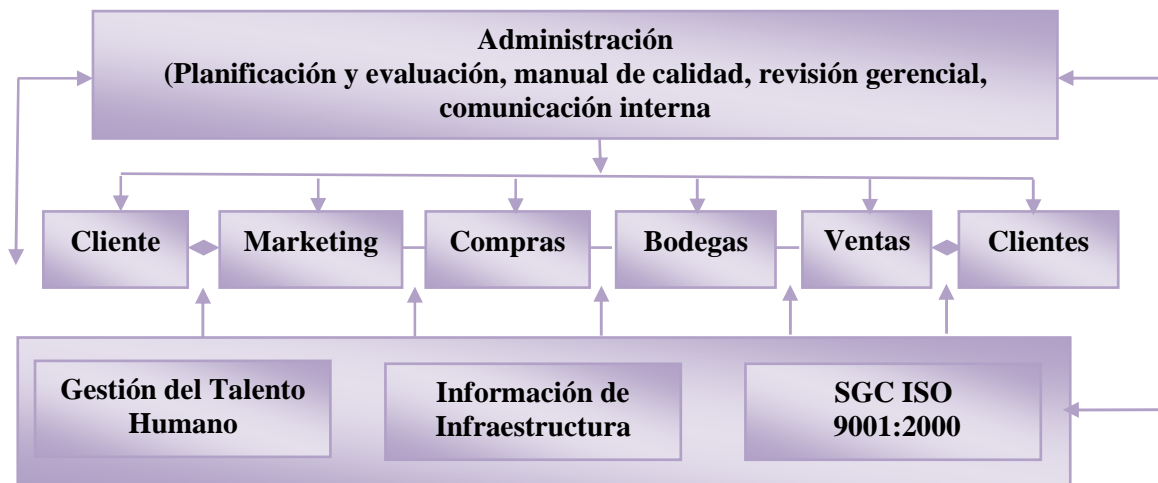 Administración
(Planificación y evaluación, manual de calidad, revisión gerencial,
comunicación interna
Cliente
Marketing
Compras
Bodegas
Ventas
Clientes
Gestión del Talento
Humano
Información de
Infraestructura
SGC ISO
9001:2000